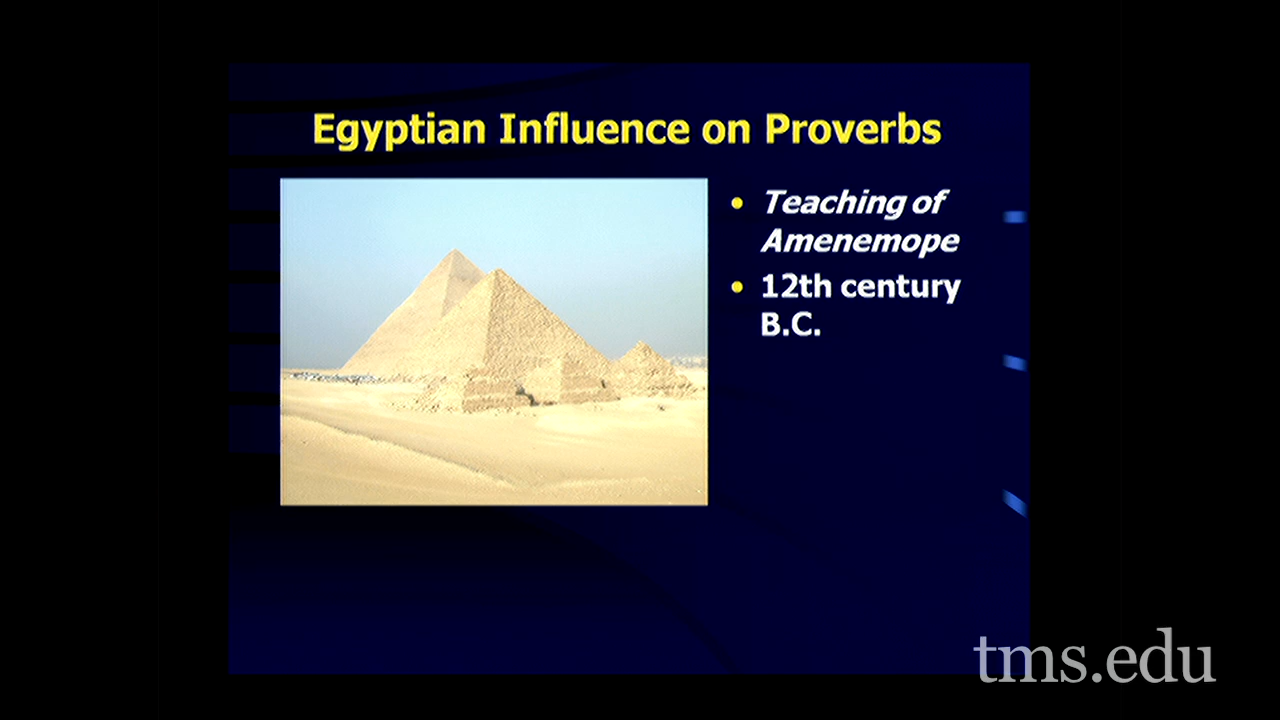 Egyptian Influence on Proverbs
• Teaching of
Amenemope
• 12th century
B.C.
tms.edu